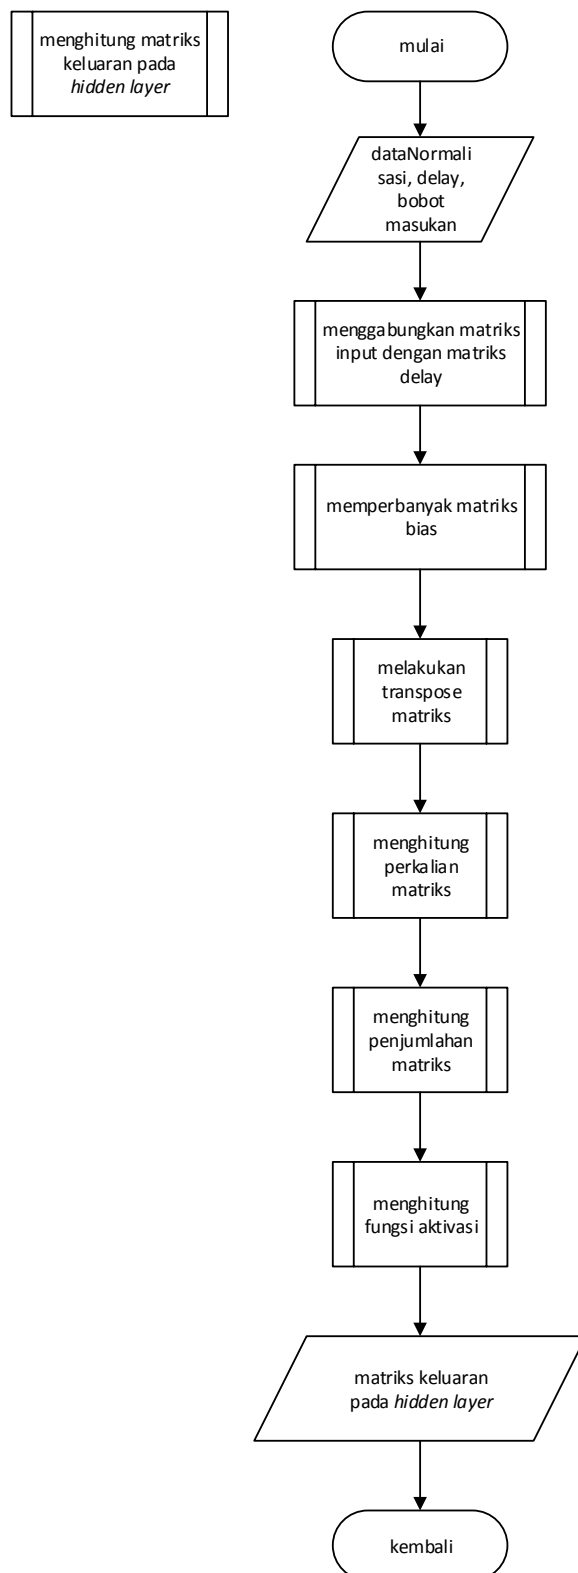 menghitung matriks
keluaran pada
hidden layer
mulai
dataNormali
sasi, delay,
bobot
masukan
menggabungkan matriks
input dengan matriks
delay
memperbanyak matriks
bias
melakukan
transpose
matriks
menghitung
perkalian
matriks
menghitung
penjumlahan
matriks
menghitung
fungsi aktivasi
matriks keluaran
pada hidden layer
kembali